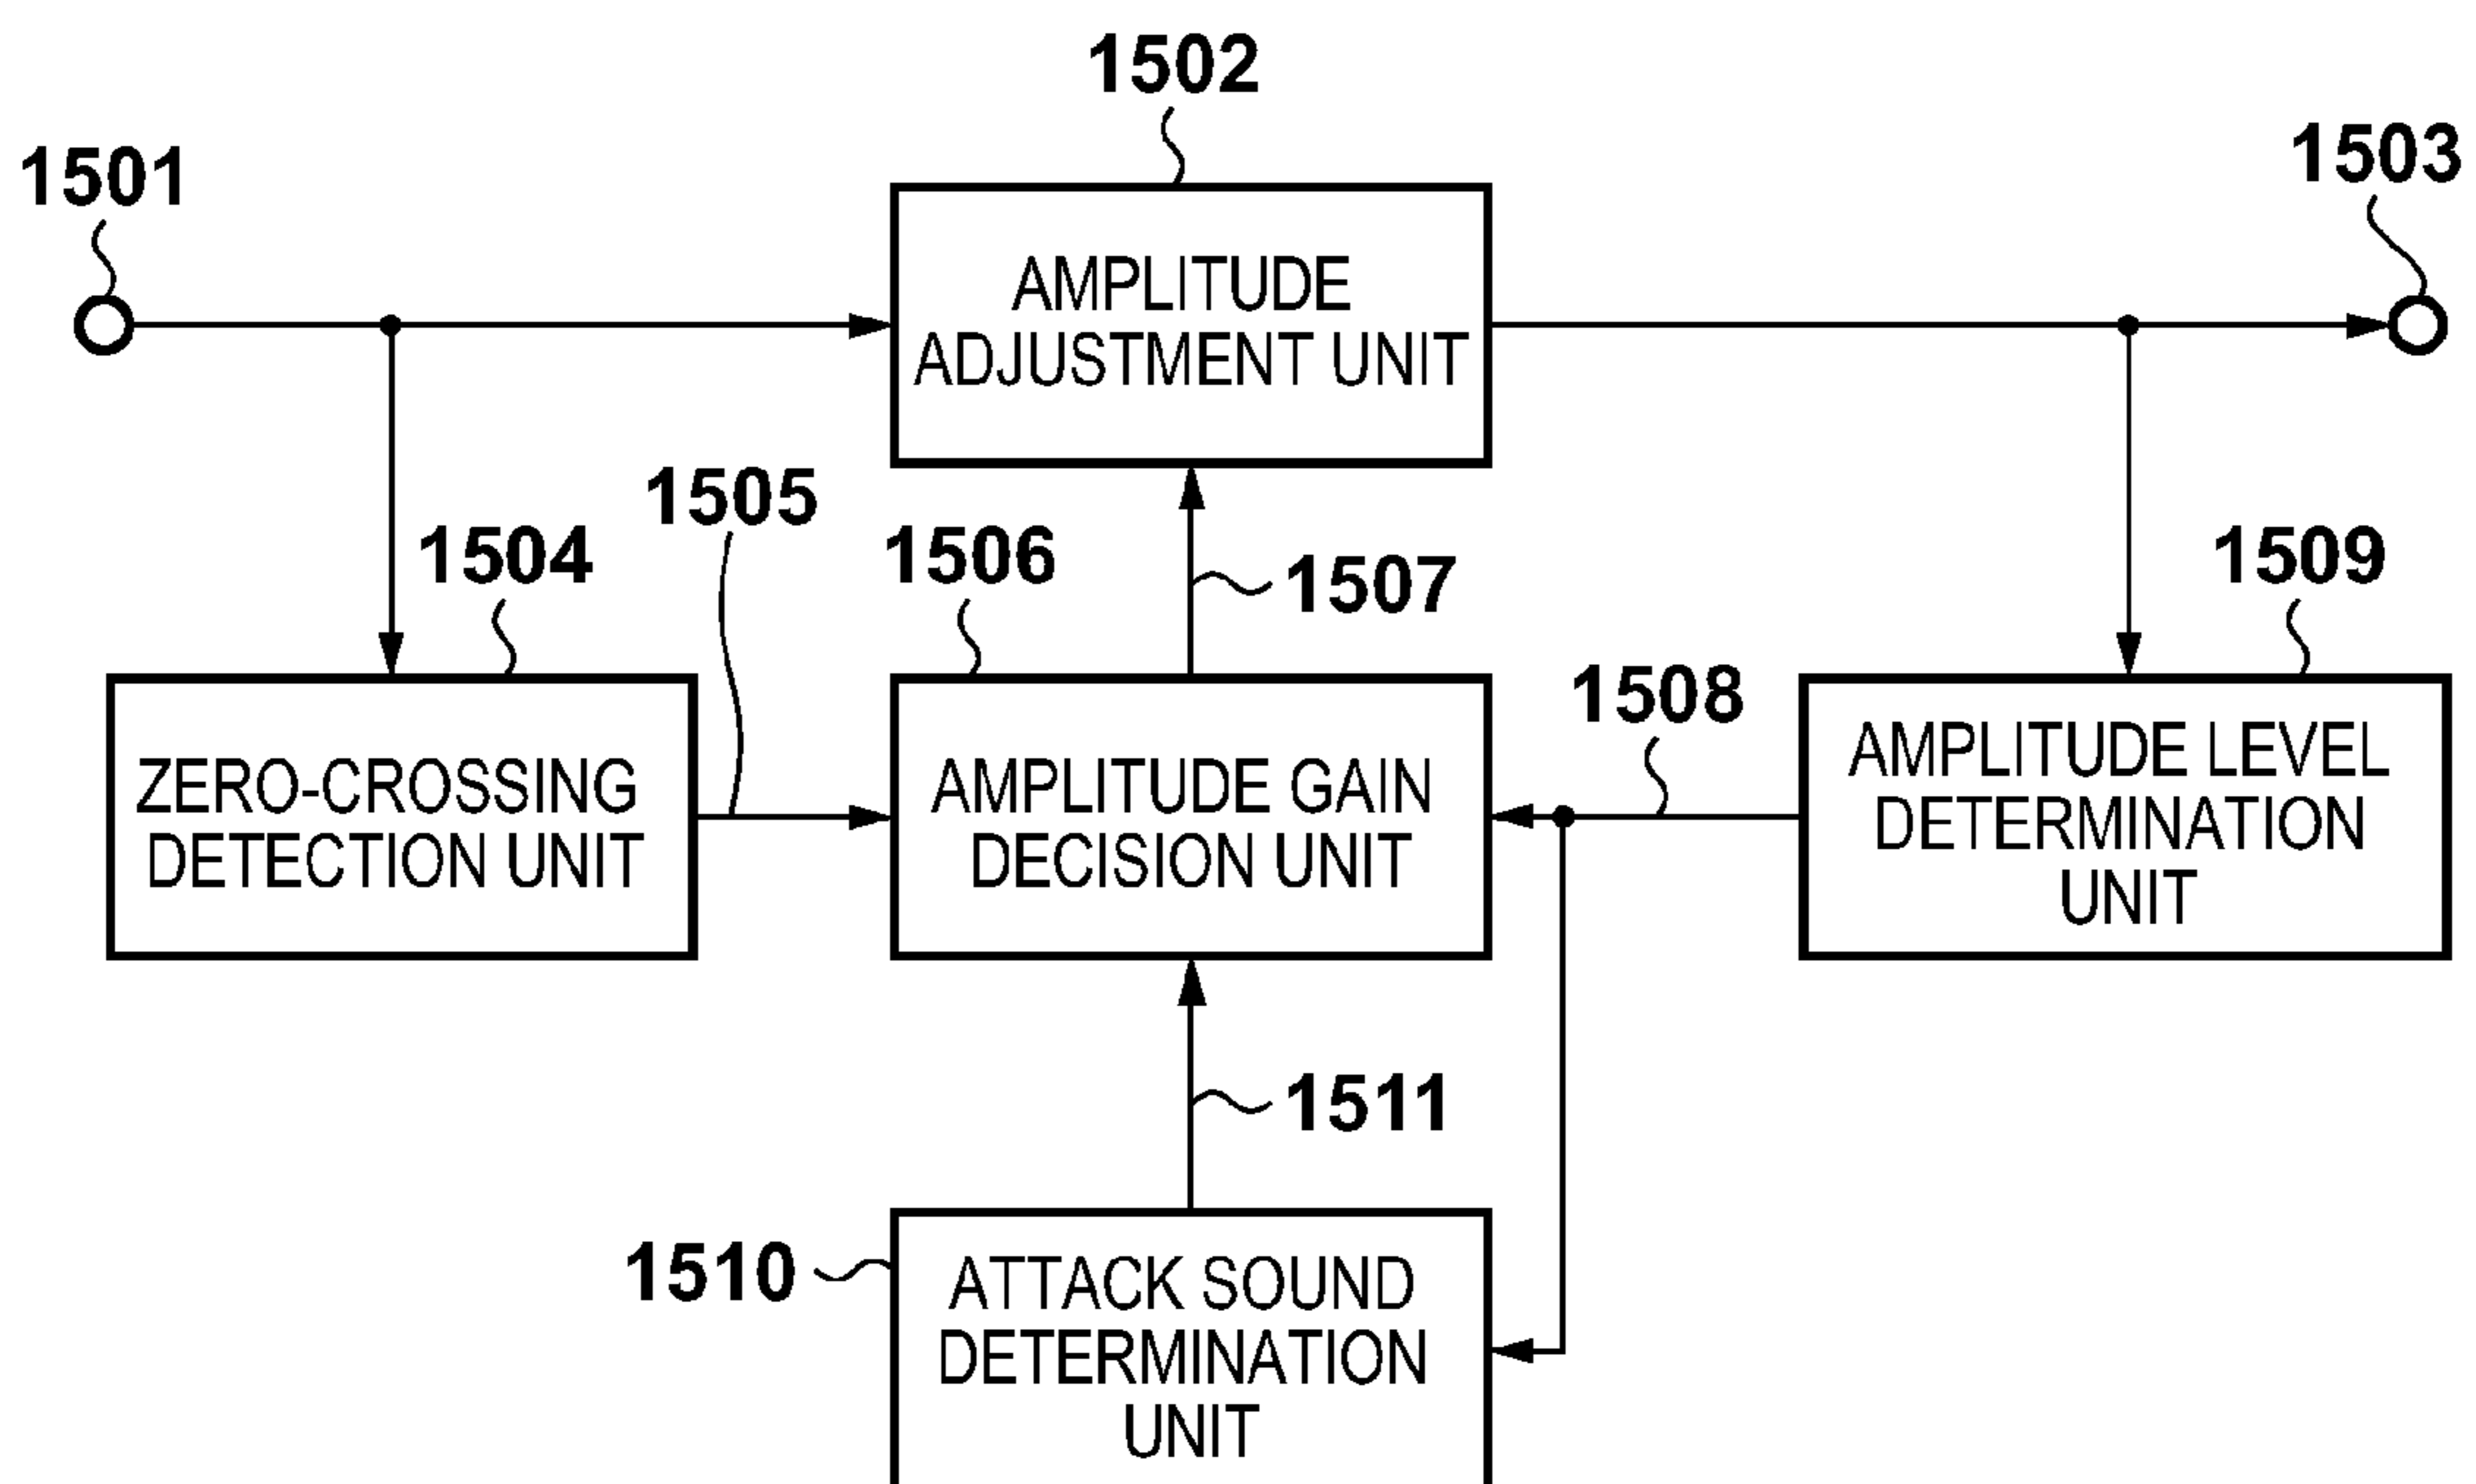 1502
1503
1501
AMPLITUDE
ADJUSTMENT UNIT
1505
1504
1506
1507
1509
1508
ZERO-CROSSING
DETECTION UNIT
AMPLITUDE GAIN
DECISION UNIT
AMPLITUDE LEVEL
DETERMINATION
UNIT
1511
1510
ATTACK SOUND
DETERMINATION
UNIT